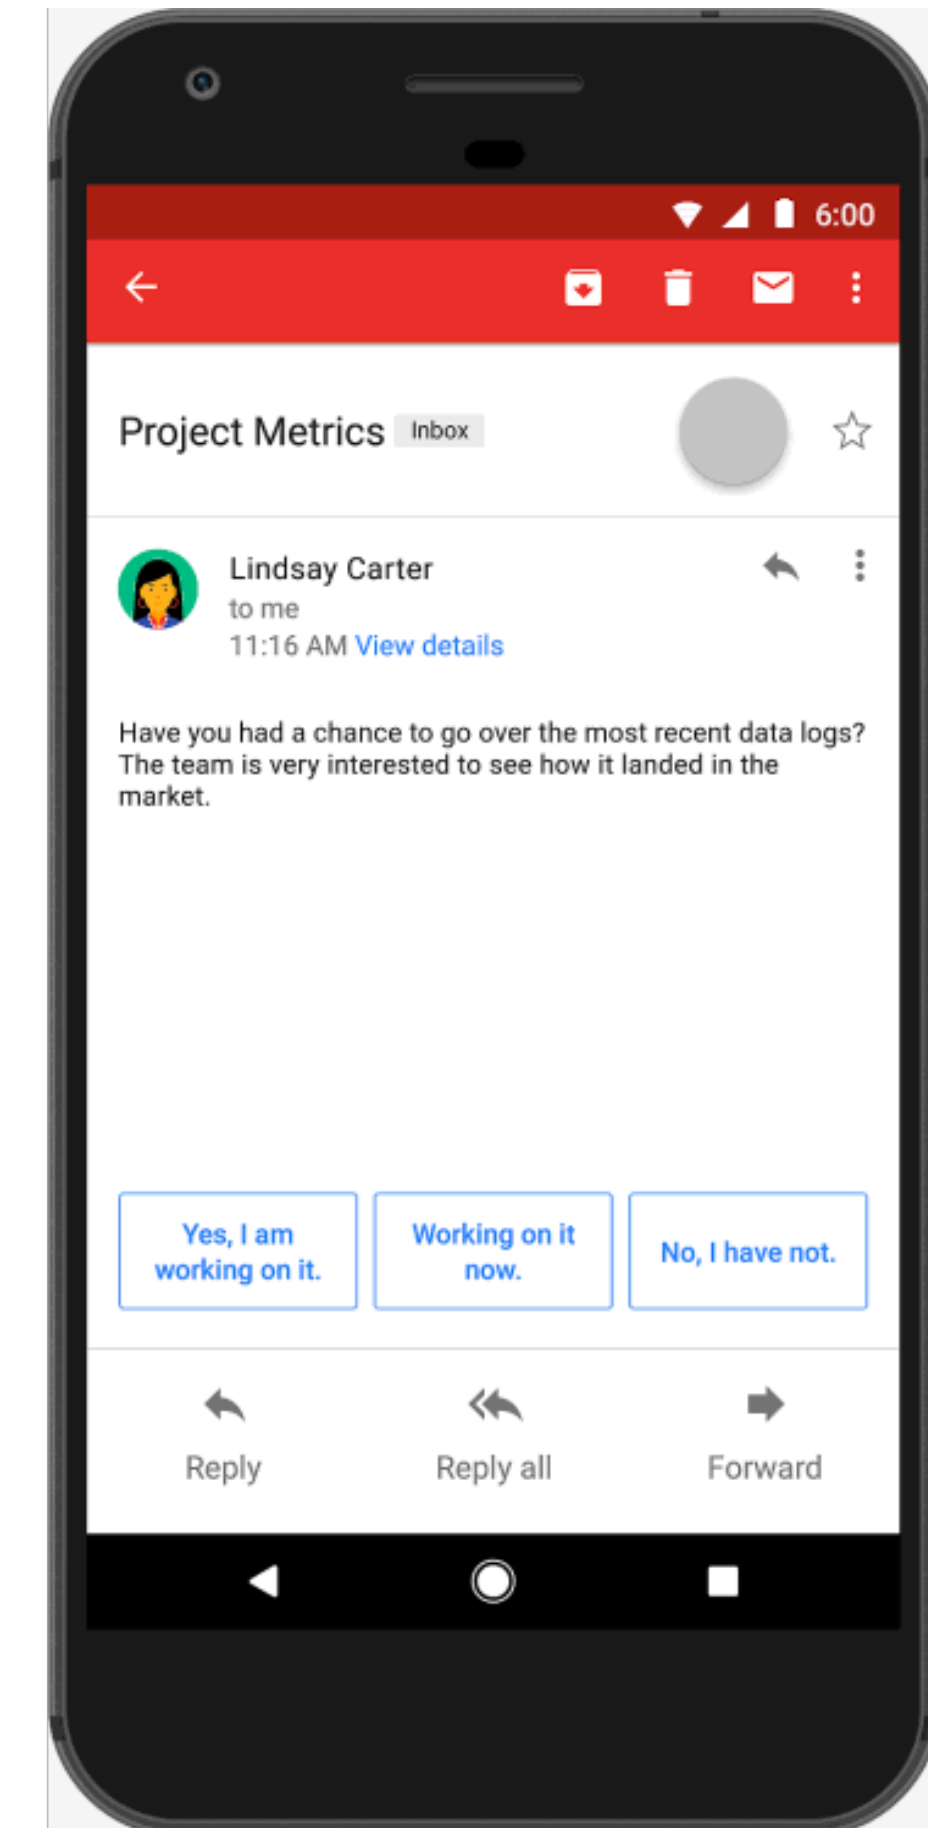 6:00
Project Metrics Inbox
Lindsay Carter
to me
11:16 AM View details
Have you had a chance to go over the most recent data logs?
The team is very interested to see how it landed in the
market.
Yes, I am
working on it.
Working on it
now.
No, I have not.
Reply
Reply all
Forward